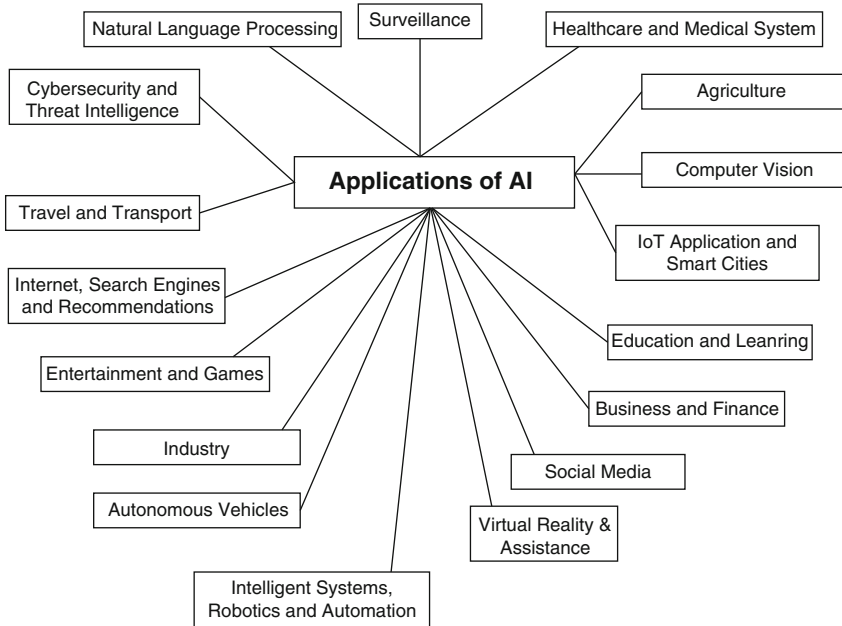 Natural Language Processing
Surveillance
Healthcare and Medical System
Cybersecurity and
Threat Intelligence
Agriculture
Applications of AI
Computer Vision
Travel and Transport
IoT Application and
Smart Cities
Internet, Search Engines
and Recommendations
Education and Leanring
Entertainment and Games
Business and Finance
Industry
Social Media
Autonomous Vehicles
Virtual Reality &
Assistance
Intelligent Systems,
Robotics and Automation